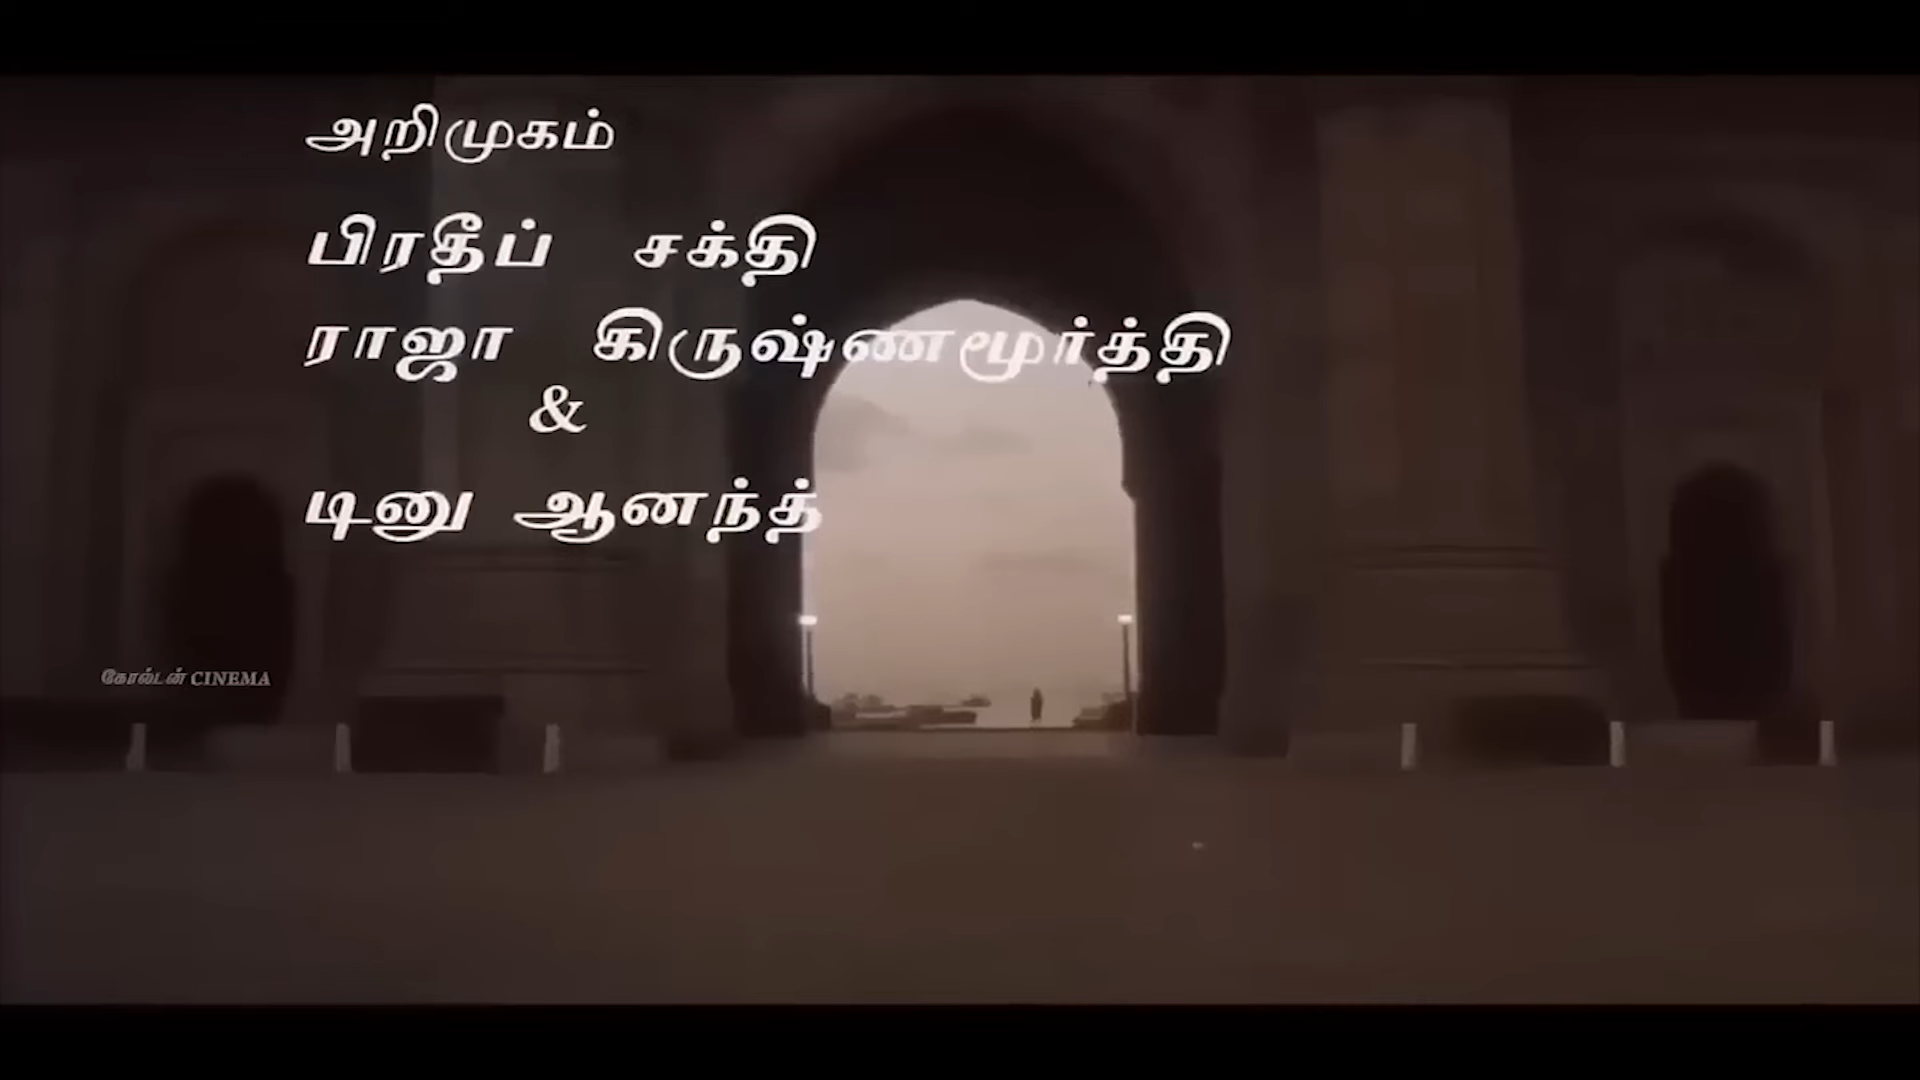 அறிமுகம்
பிரதீப் சக்தி
ராஜா கிருஷ்ணமூர்த்தி
&
டினு ஆனந்த்
கோல்டன் CINEMA